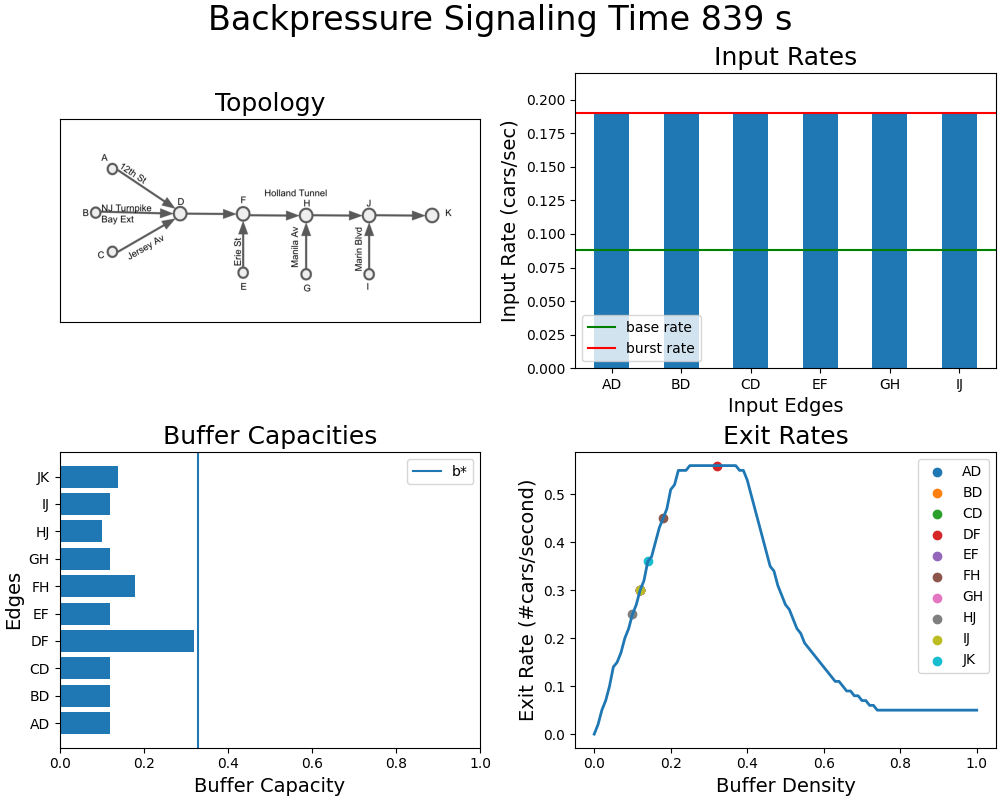 Backpressure Signaling Time 839 s
Topology
A
12th St
B
NJ Turnpike
Bay Ext
C
Jersey Av
D
F
Holland Tunnel
H
J
K
Erie St
Manila Av
Marin Blvd
E
G
I
Input Rates
Input Rate (cars/sec)
0.200
0.175
0.150
0.125
0.100
0.075
0.050
0.025
0.000
base rate
burst rate
AD BD CD EF GH IJ
Input Edges
Buffer Capacities
Edges
JK
IJ
HJ
GH
FH
EF
DF
CD
BD
AD
b*
0.0 0.2 0.4 0.6 0.8 1.0
Buffer Capacity
Exit Rates
Exit Rate (#cars/second)
0.5
0.4
0.3
0.2
0.1
0.0
AD
BD
CD
DF
EF
FH
GH
HJ
IJ
JK
0.0 0.2 0.4 0.6 0.8 1.0
Buffer Density